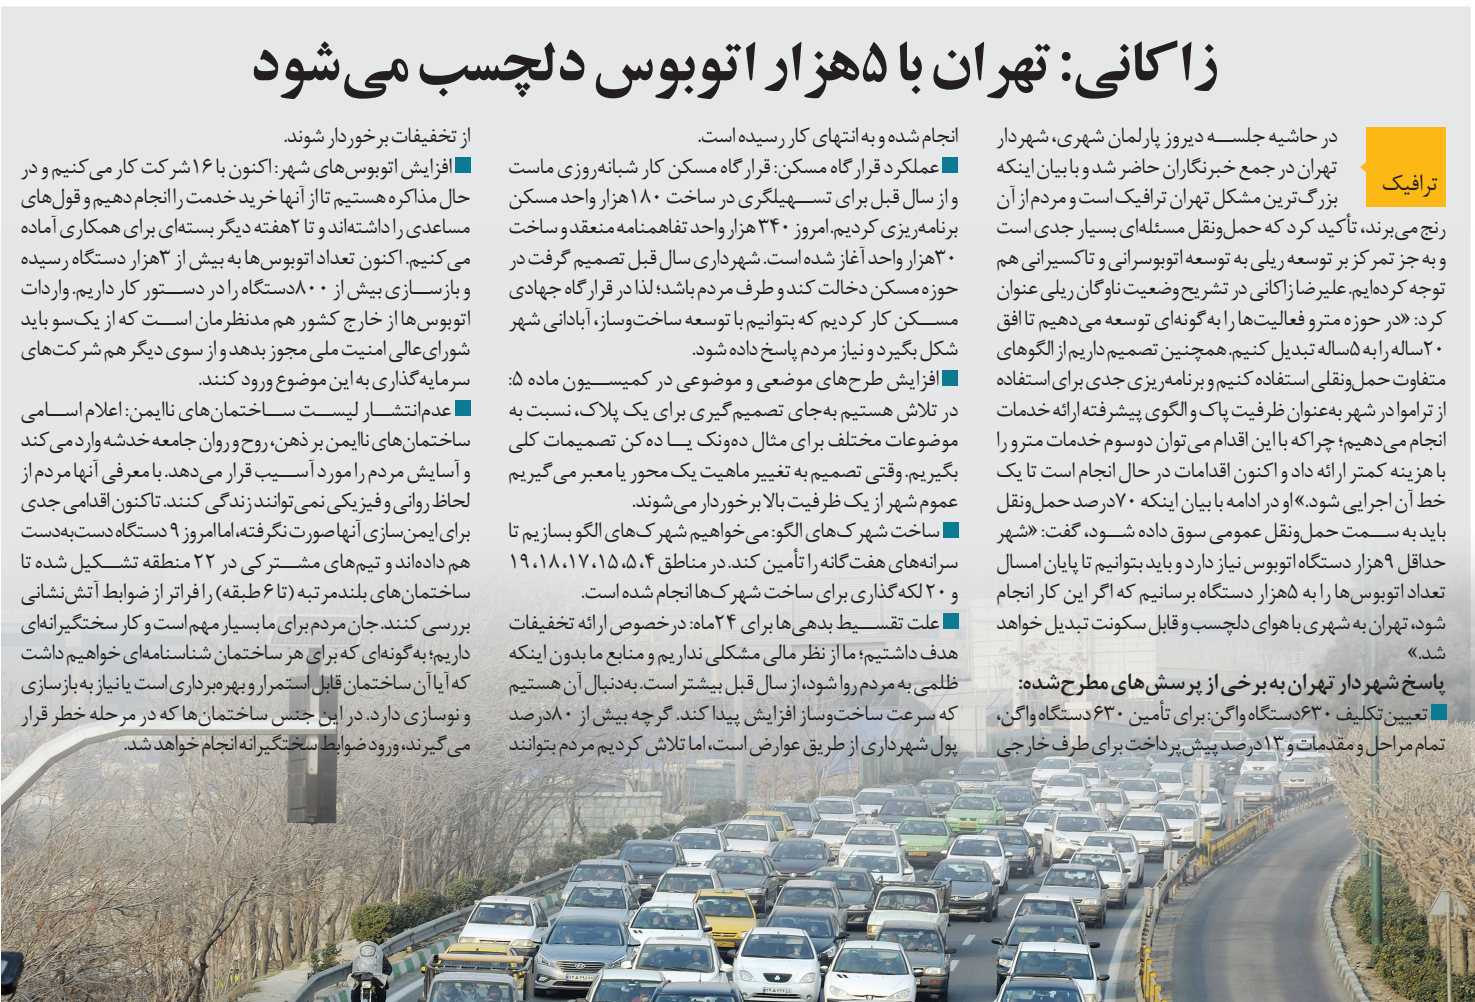 زاکانی: تهران با ۵هزار اتوبوس دلچسب می‌شود
ترافیک
در حاشیه جلسه دیروز پارلمان شهری، شهردار
تهران در جمع خبرنگاران حاضر شد و با بیان اینکه
بزرگ‌ترین مشکل تهران ترافیک است و مردم از آن
رنج می‌برند، تأکید کرد که حمل‌ونقل مسئله‌ای بسیار جدی است
و به جز تمرکز بر توسعه ریلی به توسعه اتوبوسرانی و تاکسیرانی هم
توجه کرده‌ایم. علیرضا زاکانی در تشریح وضعیت ناوگان ریلی عنوان
کرد: «در حوزه مترو فعالیت‌ها را به‌گونه‌ای توسعه می‌دهیم تا افق
۲۰ساله را به ۵ساله تبدیل کنیم. همچنین تصمیم داریم از الگوهای
متفاوت حمل‌ونقلی استفاده کنیم و برنامه‌ریزی جدی برای استفاده
از تراموا در شهر به‌عنوان ظرفیت پاک و الگوی پیشرفته ارائه خدمات
انجام می‌دهیم؛ چراکه با این اقدام می‌توان دوسوم خدمات مترو را
با هزینه کمتر ارائه داد و اکنون اقدامات در حال انجام است تا یک
خط آن اجرایی شود.» او در ادامه با بیان اینکه ۷۰درصد حمل‌ونقل
باید به سمت حمل‌ونقل عمومی سوق داده شود، گفت: «شهر
حداقل ۹هزار دستگاه اتوبوس نیاز دارد و باید بتوانیم تا پایان امسال
تعداد اتوبوس‌ها را به ۵هزار دستگاه برسانیم که اگر این کار انجام
شود، تهران به شهری با هوای دلچسب و قابل سکونت تبدیل خواهد
شد.»
پاسخ شهردار تهران به برخی از پرسش‌های مطرح‌شده:
تعیین‌تکلیف ۶۳۰دستگاه واگن: برای تأمین ۶۳۰ دستگاه واگن،
تمام مراحل و مقدمات و ۱۳درصد پیش‌پرداخت برای طرف خارجی
انجام شده و به انتهای کار رسیده است.
عملکرد قرارگاه مسکن: قرارگاه مسکن کار شبانه‌روزی ماست
و از سال قبل برای تسهیلگری در ساخت ۱۸۰هزار واحد مسکن
برنامه‌ریزی کردیم. امروز ۳۴۰ هزار واحد تفاهمنامه منعقد و ساخت
۳۰هزار واحد آغاز شده است. شهرداری سال قبل تصمیم گرفت در
حوزه مسکن دخالت کند و طرف مردم باشد؛ لذا در قرارگاه جهادی
مسکن کار کردیم که بتوانیم با توسعه ساخت‌وساز، آبادانی شهر
شکل بگیرد و نیاز مردم پاسخ داده شود.
افزایش طرح‌های موضعی و موضوعی در کمیسیون ماده ۵:
در تلاش هستیم به‌جای تصمیم‌گیری برای یک پلاک، نسبت به
موضوعات مختلف برای مثال ده‌ونک یا ده‌کن تصمیمات کلی
بگیریم. وقتی تصمیم به تغییر ماهیت یک محور یا معبر می‌گیریم
عموم شهر از یک ظرفیت بالا برخوردار می‌شوند.
ساخت شهرک‌های الگو: می‌خواهیم شهرک‌های الگو بسازیم تا
سرانه‌های هفت‌گانه را تأمین کند. در مناطق ۴، ۵، ۱۵، ۱۷، ۱۸، ۱۹
و ۲۰ لکه‌گذاری برای ساخت شهرک‌ها انجام شده است.
علت تقسیط بدهی‌ها برای ۲۴ماه: درخصوص ارائه تخفیفات
هدف داشتیم؛ ما از نظر مالی مشکلی نداریم و منابع ما بدون اینکه
ظلمی به مردم روا شود، از سال قبل بیشتر است. به‌دنبال آن هستیم
که سرعت ساخت‌وساز افزایش پیدا کند. گرچه بیش از ۸۰درصد
پول شهرداری از طریق عوارض است، اما تلاش کردیم مردم بتوانند
از تخفیفات برخوردار شوند.
افزایش اتوبوس‌های شهر: اکنون با ۱۶شرکت کار می‌کنیم و در
حال مذاکره هستیم تا از آنها خرید خدمت را انجام دهیم و قول‌های
مساعدی را داشته‌اند و تا ۲هفته دیگر بسته‌ای برای همکاری آماده
می‌کنیم. اکنون تعداد اتوبوس‌ها به بیش از ۳هزار دستگاه رسیده
و بازسازی بیش از ۸۰۰دستگاه را در دستور کار داریم. واردات
اتوبوس‌ها از خارج کشور هم مدنظرمان است که از یک‌سو باید
شورای‌عالی امنیت ملی مجوز بدهد و از سوی دیگر هم شرکت‌های
سرمایه‌گذاری به این موضوع ورود کنند.
عدم‌انتشار لیست ساختمان‌های ناایمن: اعلام اسامی
ساختمان‌های ناایمن بر ذهن، روح و روان جامعه خدشه وارد می‌کند
و آسایش مردم را مورد آسیب قرار می‌دهد. با معرفی آنها مردم از
لحاظ روانی و فیزیکی نمی‌توانند زندگی کنند. تاکنون اقدامی جدی
برای ایمن‌سازی آنها صورت نگرفته، اما امروز ۹ دستگاه دست‌به‌دست
هم داده‌اند و تیم‌های مشترکی در ۲۲ منطقه تشکیل شده تا
ساختمان‌های بلندمرتبه (تا ۶ طبقه) را فراتر از ضوابط آتش‌نشانی
بررسی کنند. جان مردم برای ما بسیار مهم است و کار سختگیرانه‌ای
داریم؛ به‌گونه‌ای که برای هر ساختمان شناسنامه‌ای خواهیم داشت
که آیا آن ساختمان قابل استمرار و بهره‌برداری است یا نیاز به بازسازی
و نوسازی دارد. در این جنس ساختمان‌ها که در مرحله خطر قرار
می‌گیرند، ورود ضوابط سختگیرانه انجام خواهد شد.